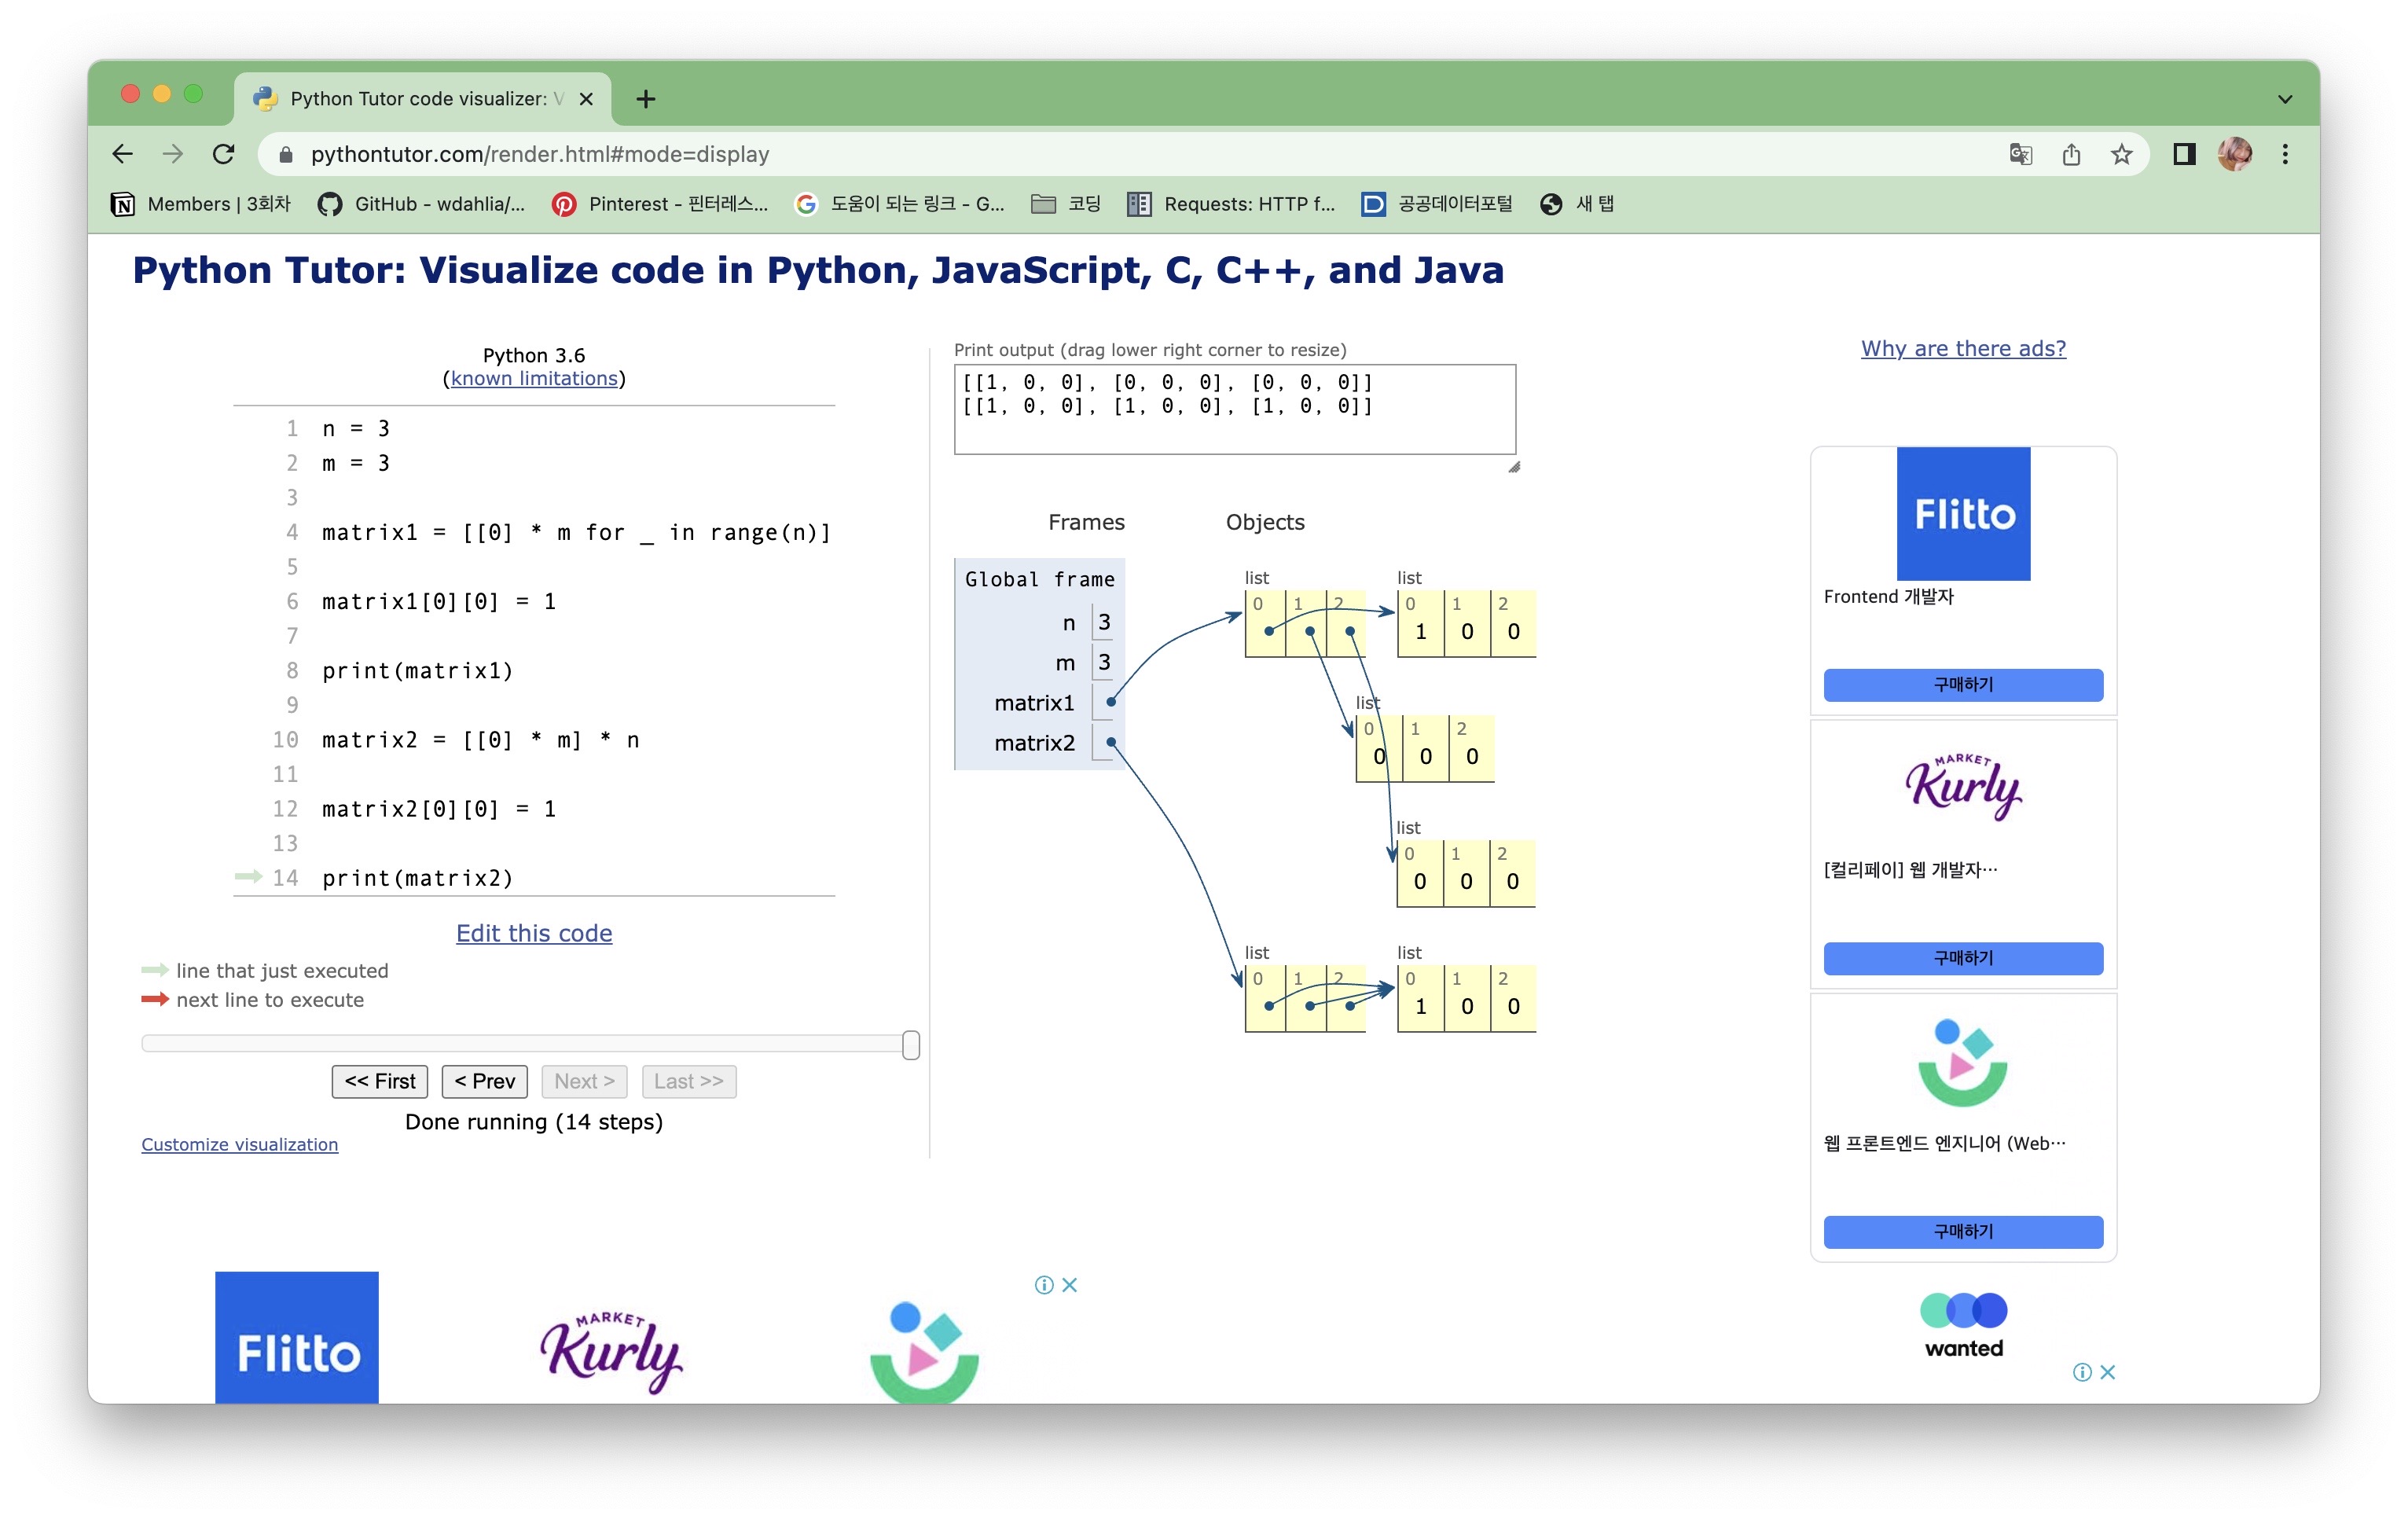 Python Tutor code visualizer: V
pythontutor.com/render.html#mode=display
Members | 3회차
GitHub - wdahlia/...
Pinterest - 핀터레스...
도움이 되는 링크 - G...
코딩
Requests: HTTP f...
공공데이터포털
새 탭
Python Tutor: Visualize code in Python, JavaScript, C, C++, and Java
Python 3.6
(known limitations)
1 n = 3
2 m = 3
3
4 matrix1 = [[0] * m for _ in range(n)]
5
6 matrix1[0][0] = 1
7
8 print(matrix1)
9
10 matrix2 = [[0] * m] * n
11
12 matrix2[0][0] = 1
13
14 print(matrix2)
Edit this code
line that just executed
next line to execute
<< First < Prev Next > Last >>
Done running (14 steps)
Customize visualization
Print output (drag lower right corner to resize)
[[1, 0, 0], [0, 0, 0], [0, 0, 0]]
[[1, 0, 0], [1, 0, 0], [1, 0, 0]]
Frames Objects
Global frame
n 3
m 3
matrix1
matrix2
list list
0 1 2 0 1 2
1 0 0
list
0 1 2
0 0 0
list
0 1 2
0 0 0
list list
0 1 2 0 1 2
1 0 0
Why are there ads?
Flitto
Frontend 개발자
구매하기
MARKET
Kurly
[컬리페이] 웹 개발자…
구매하기
웹 프론트엔드 엔지니어 (Web…
구매하기
wanted
Flitto
MARKET
Kurly